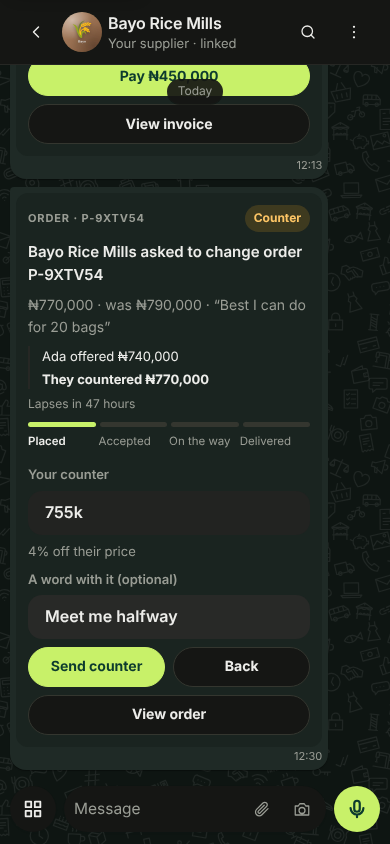 Bayo Rice Mills
Your supplier · linked
Pay ₦450,000
Today
View invoice
12:13
ORDER · P-9XTV54
Counter
Bayo Rice Mills asked to change order
P-9XTV54
₦770,000 · was ₦790,000 · “Best I can do
for 20 bags”
Ada offered ₦740,000
They countered ₦770,000
Lapses in 47 hours
Placed
Accepted
On the way
Delivered
Your counter
755k
4% off their price
A word with it (optional)
Meet me halfway
Send counter
Back
View order
12:30
Message